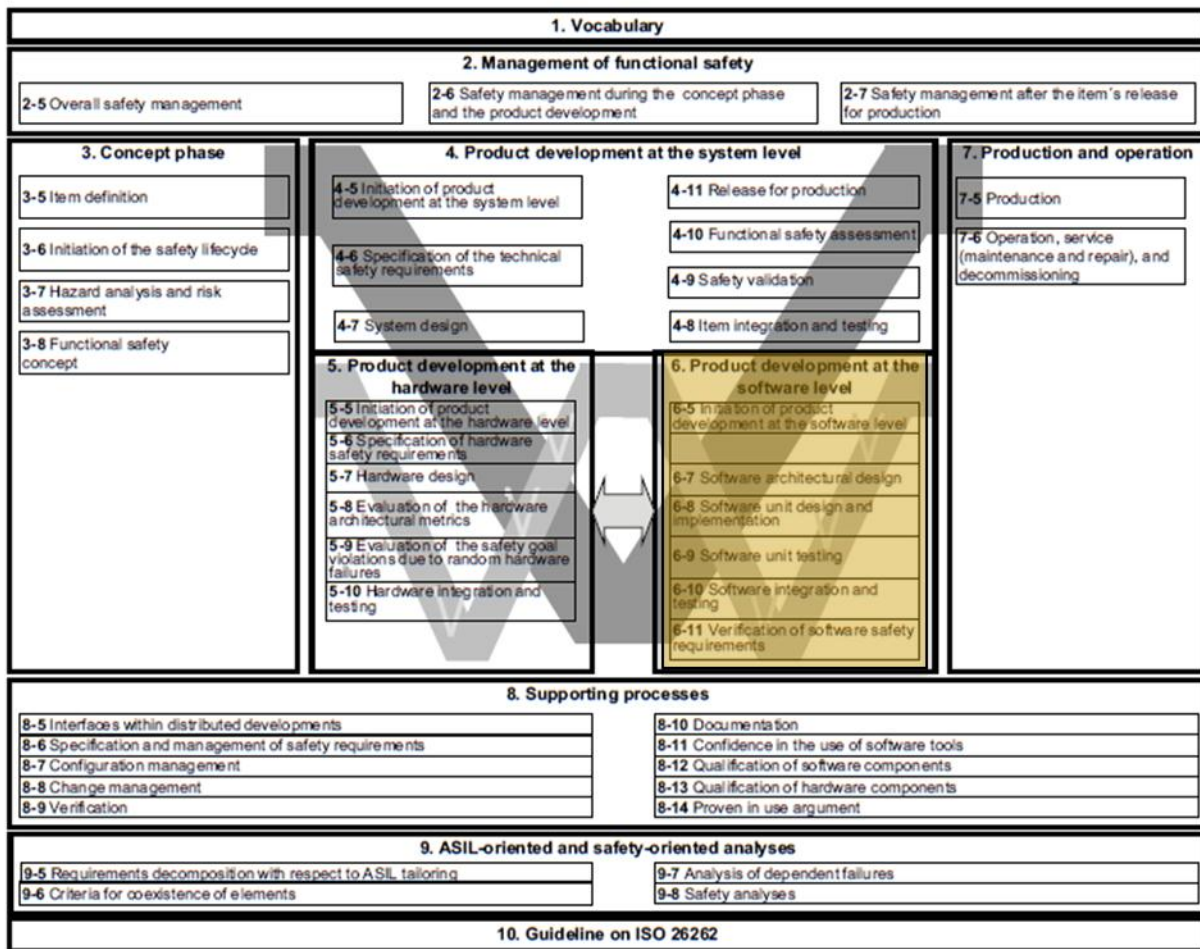 1. Vocabulary
2. Management of functional safety
2-5 Overall safety management
2-6 Safety management during the concept phase
and the product development
2-7 Safety management after the item´s release
for production
3. Concept phase
3-5 Item definition
3-6 Initiation of the safety lifecycle
3-7 Hazard analysis and risk
assessment
3-8 Functional safety
concept
4. Product development at the system level
4-5 Initiation of product
development at the system level
4-6 Specification of the technical
safety requirements
4-7 System design
4-11 Release for production
4-10 Functional safety assessment
4-9 Safety validation
4-8 Item integration and testing
5. Product development at the
hardware level
5-5 Initiation of product
development at the hardware level
5-6 Specification of hardware
safety requirements
5-7 Hardware design
5-8 Evaluation of the hardware
architectural metrics
5-9 Evaluation of the safety goal
violations due to random hardware
failures
5-10 Hardware integration and
testing
6. Product development at the
software level
6-5 Initiation of product
development at the software level
6-7 Software architectural design
6-8 Software unit design and
implementation
6-9 Software unit testing
6-10 Software integration and
testing
6-11 Verification of software safety
requirements
7. Production and operation
7-5 Production
7-6 Operation, service
(maintenance and repair), and
decommissioning
8. Supporting processes
8-5 Interfaces within distributed developments
8-6 Specification and management of safety requirements
8-7 Configuration management
8-8 Change management
8-9 Verification
8-10 Documentation
8-11 Confidence in the use of software tools
8-12 Qualification of software components
8-13 Qualification of hardware components
8-14 Proven in use argument
9. ASIL-oriented and safety-oriented analyses
9-5 Requirements decomposition with respect to ASIL tailoring
9-6 Criteria for coexistence of elements
9-7 Analysis of dependent failures
9-8 Safety analyses
10. Guideline on ISO 26262